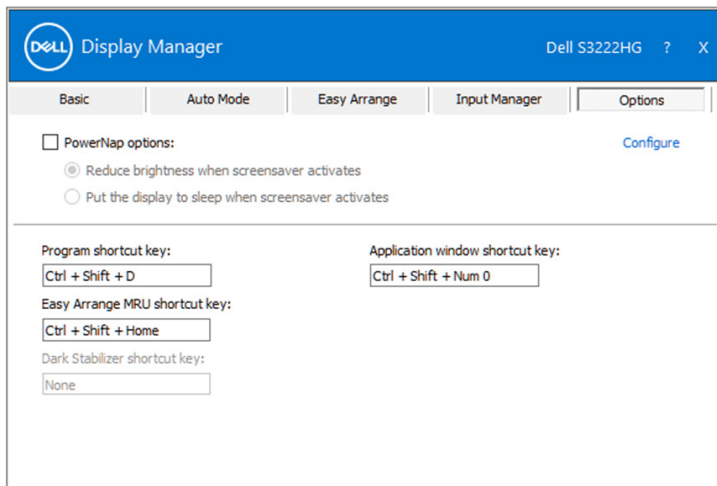 DELL Display Manager Dell S3222HG ? X
Basic Auto Mode Easy Arrange Input Manager Options
PowerNap options: Configure
Reduce brightness when screensaver activates
Put the display to sleep when screensaver activates
Program shortcut key: Application window shortcut key:
Ctrl + Shift + D Ctrl + Shift + Num 0
Easy Arrange MRU shortcut key:
Ctrl + Shift + Home
Dark Stabilizer shortcut key:
None